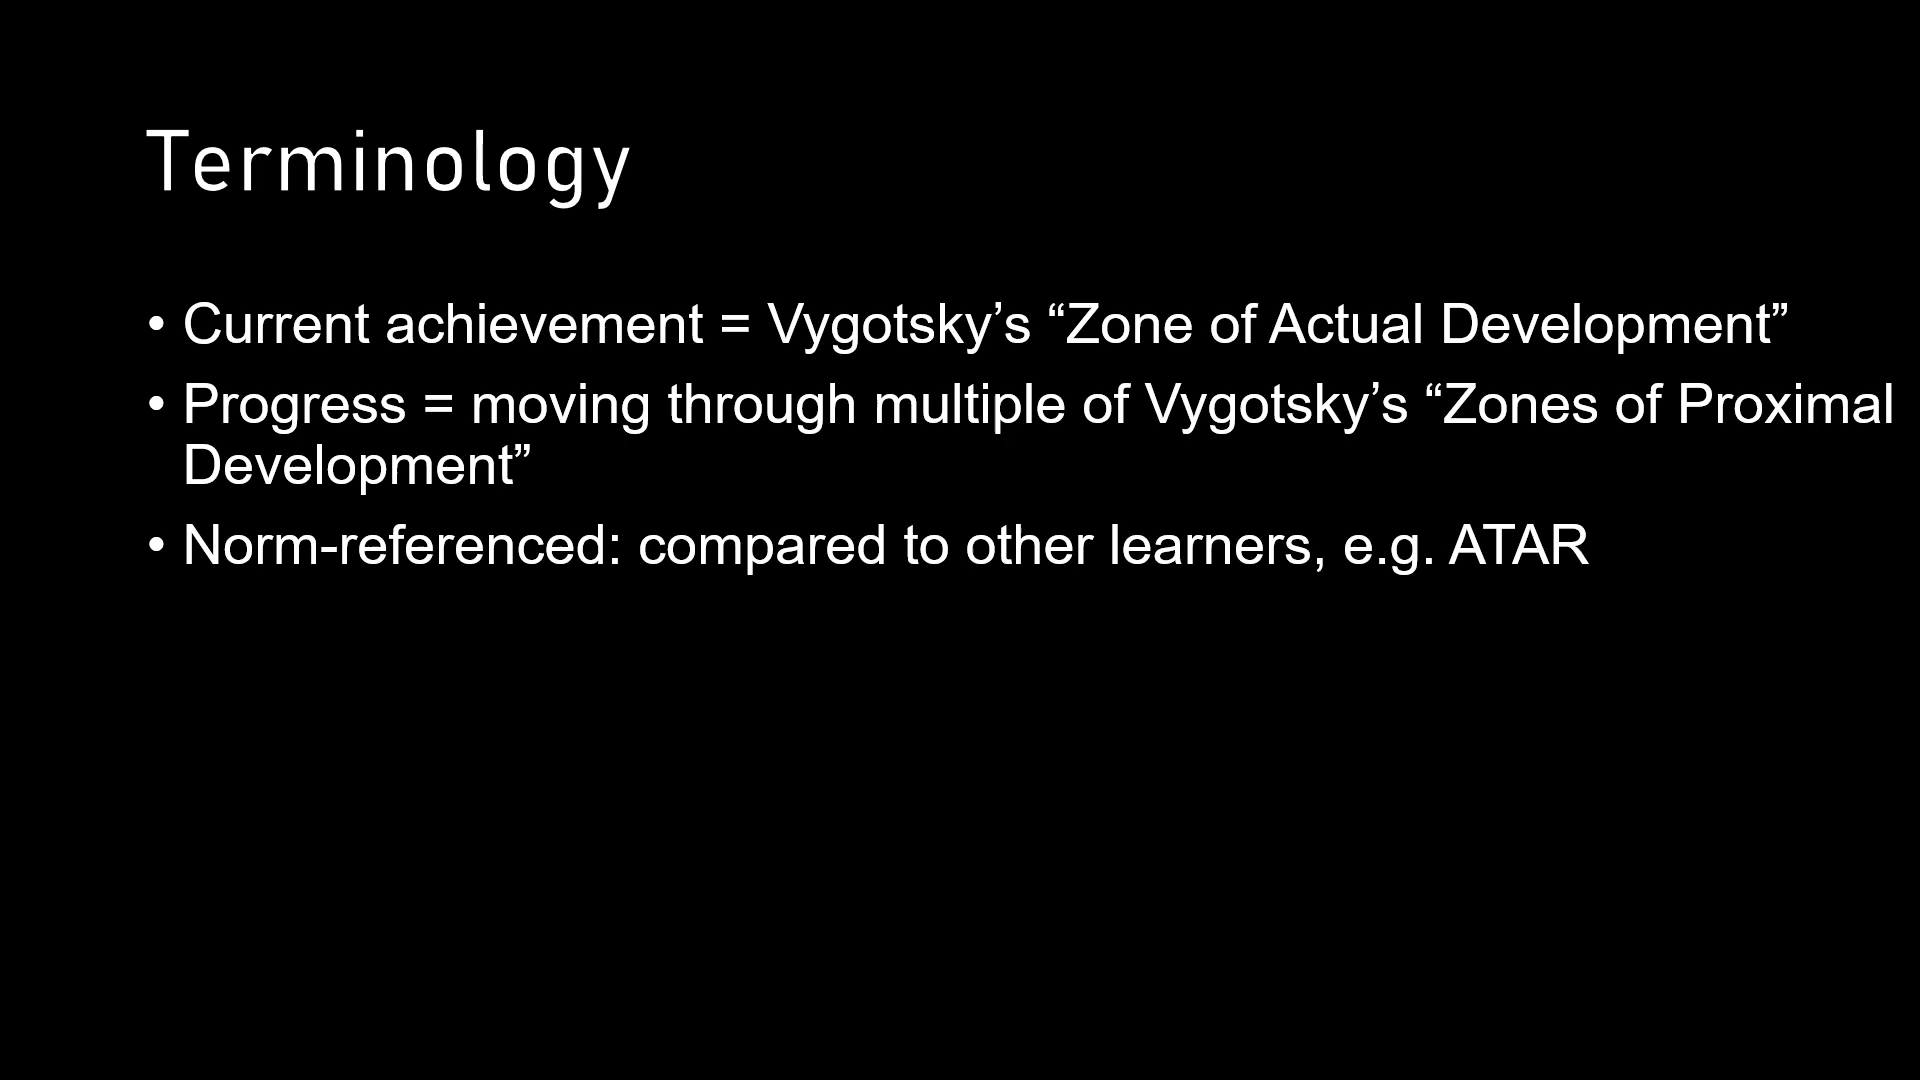 Terminology
• Current achievement = Vygotsky’s “Zone of Actual Development”
• Progress = moving through multiple of Vygotsky’s “Zones of Proximal
Development”
• Norm-referenced: compared to other learners, e.g. ATAR